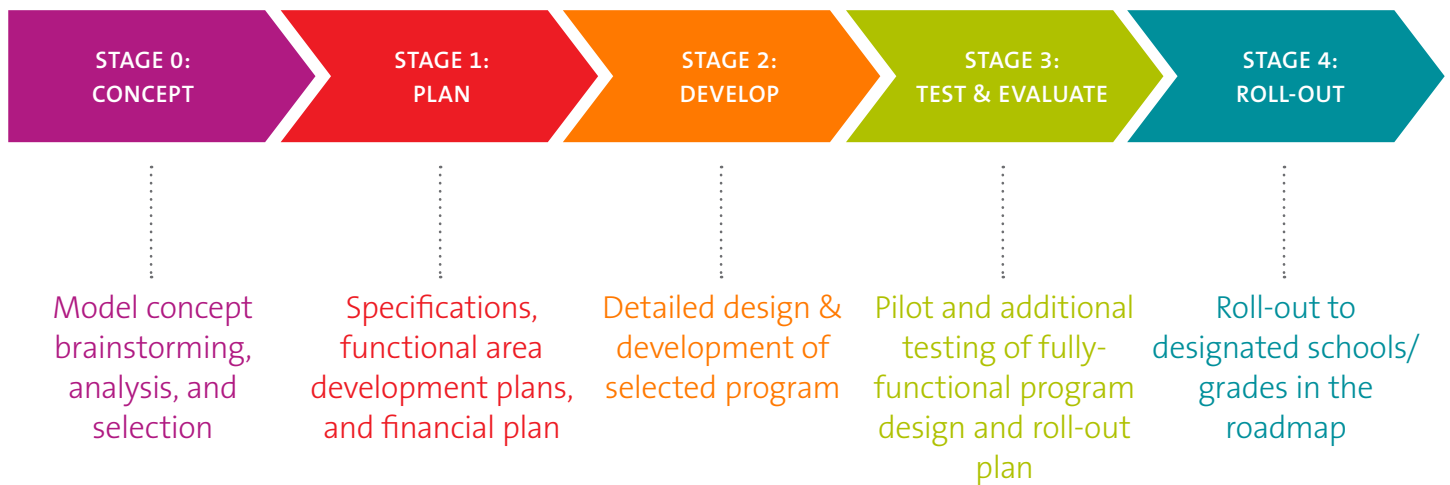 STAGE 0:
CONCEPT
STAGE 1:
PLAN
STAGE 2:
DEVELOP
STAGE 3:
TEST & EVALUATE
STAGE 4:
ROLL-OUT
Model concept
brainstorming,
analysis, and
selection
Specifications,
functional area
development plans,
and financial plan
Detailed design &
development of
selected program
Pilot and additional
testing of fully-
functional program
design and roll-out
plan
Roll-out to
designated schools/
grades in the
roadmap